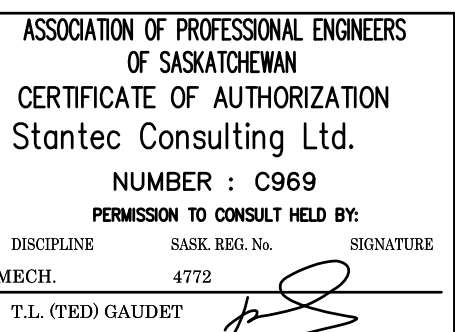 ASSOCIATION OF PROFESSIONAL ENGINEERS
OF SASKATCHEWAN
CERTIFICATE OF AUTHORIZATION
Stantec Consulting Ltd.
NUMBER : C969
PERMISSION TO CONSULT HELD BY:
DISCIPLINE SASK. REG. No. SIGNATURE
MECH. 4772
T.L. (TED) GAUDET